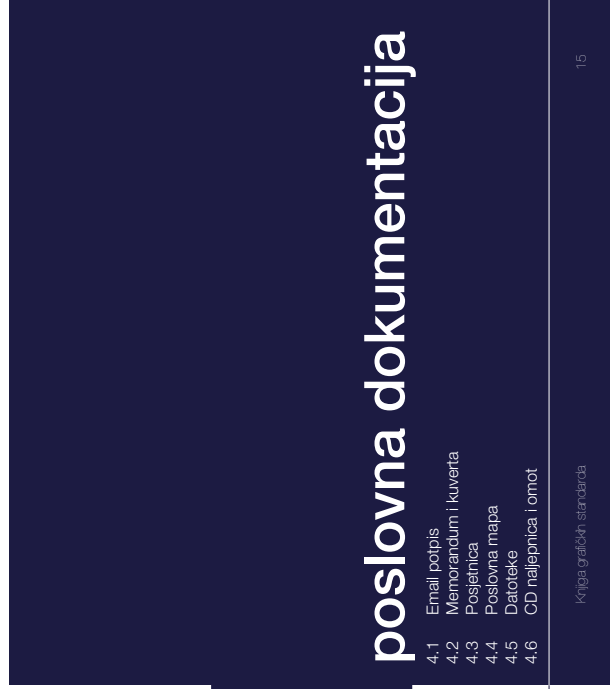 poslovna dokumentacija
4.1 Email potpis
4.2 Memorandum i kuverta
4.3 Posjetnica
4.4 Poslovna mapa
4.5 Datoteke
4.6 CD naljepnica i omot
Knjiga grafičkih standarda 15